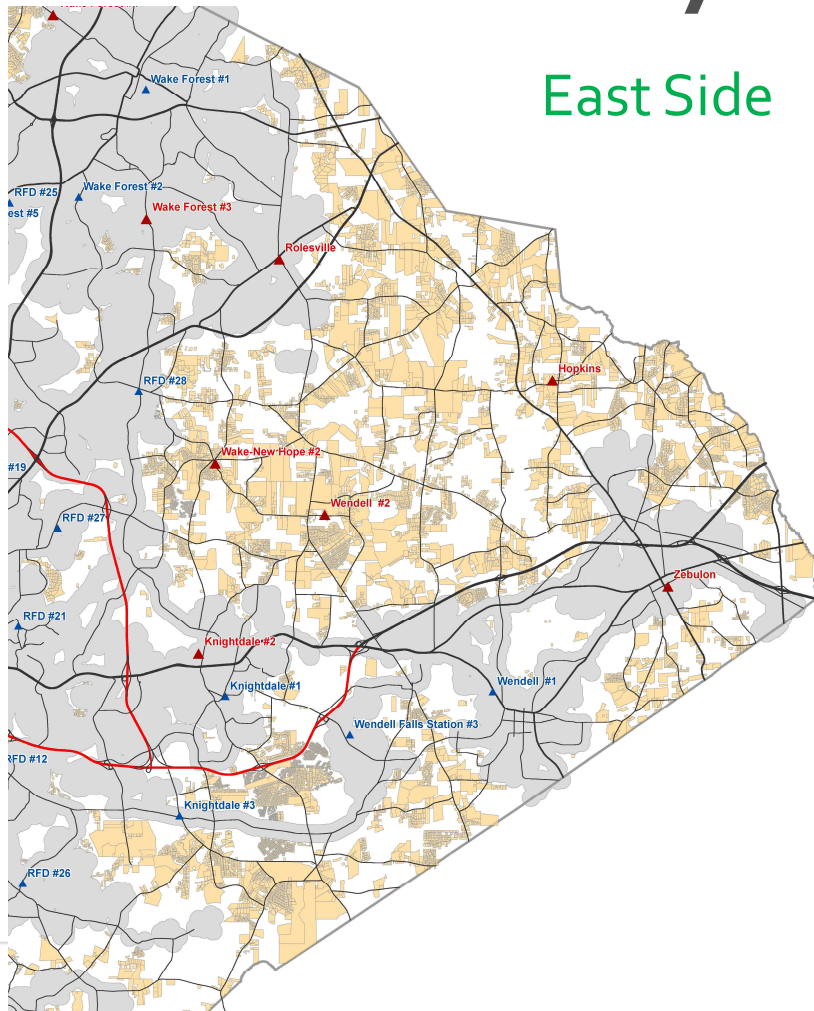 East Side
Wake Forest #1
RFD #25
Wake Forest #2
est #5
Wake Forest #3
Rolesville
Hopkins
RFD #28
Wake-New Hope #2
#19
Wendell #2
RFD #27
Zebulon
RFD #21
Knightdale #2
Wendell #1
Knightdale #1
Wendell Falls Station #3
RFD #12
Knightdale #3
RFD #26